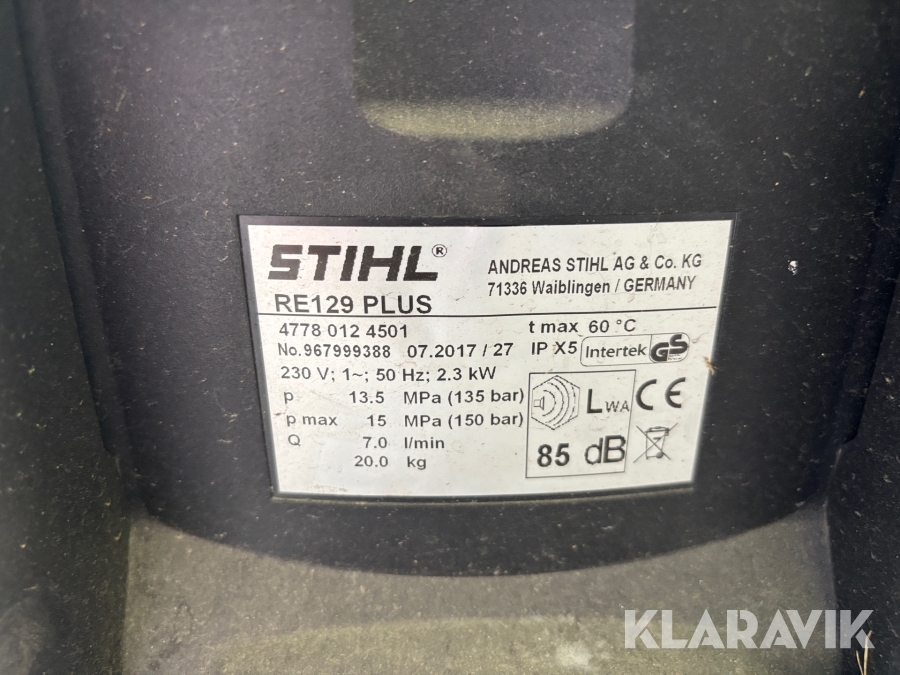 STIHL®
RE129 PLUS
ANDREAS STIHL AG & Co. KG
71336 Waiblingen / GERMANY
4778 012 4501
No.967999388 07.2017 / 27
t max 60 °C
IP X5 Intertek GS
230 V; 1~; 50 Hz; 2.3 kW
p 13.5 MPa (135 bar)
p max 15 MPa (150 bar)
Q 7.0 l/min
20.0 kg
LWA CE
85 dB
KLARAVIK